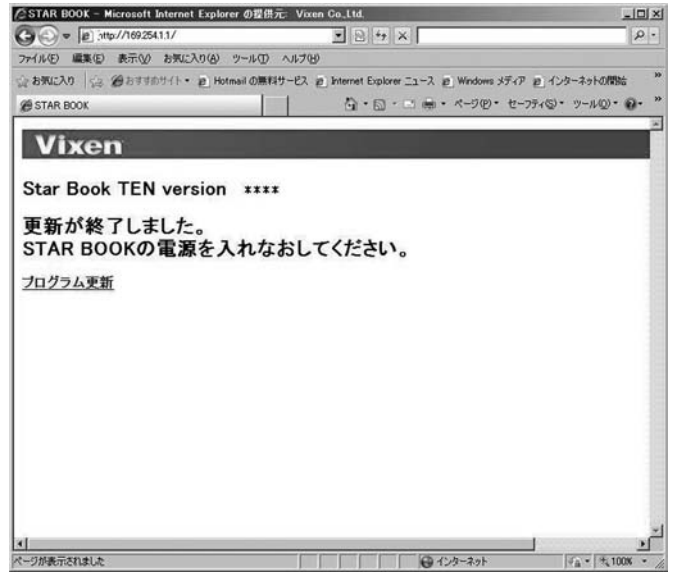 STAR BOOK - Microsoft Internet Explorer の提供元: Vixen Co.,Ltd.
http://169.254.1.1/
ファイル(F) 編集(E) 表示(V) お気に入り(A) ツール(T) ヘルプ(H)
お気に入り おすすめサイト Hotmail の無料サービス Internet Explorer ニュース Windows メディア インターネットの開始 »
STAR BOOK ページ(P) セーフティ(S) ツール(O) »
Vixen
Star Book TEN version ****
更新が終了しました。
STAR BOOKの電源を入れなおしてください。
プログラム更新
ページが表示されました インターネット 100%